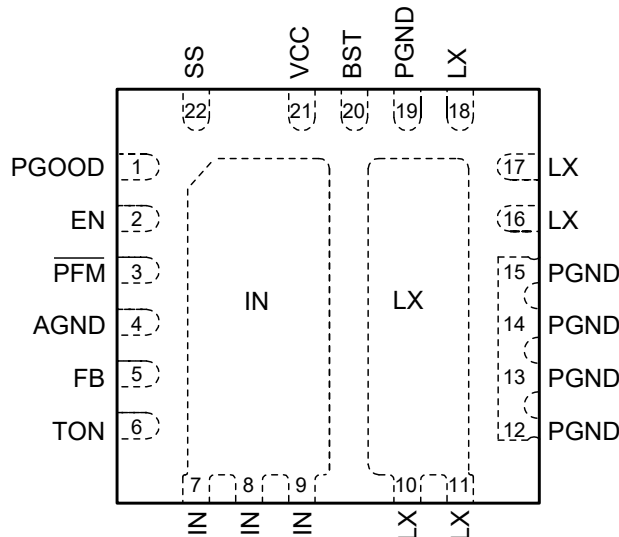 SS
VCC
BST
PGND
LX
22
21
20
19
18
PGOOD 1
17 LX
EN 2
16 LX
PFM 3
15 PGND
IN
LX
AGND 4
14 PGND
FB 5
13 PGND
TON 6
12 PGND
7
8
9
10
11
IN
IN
IN
LX
LX